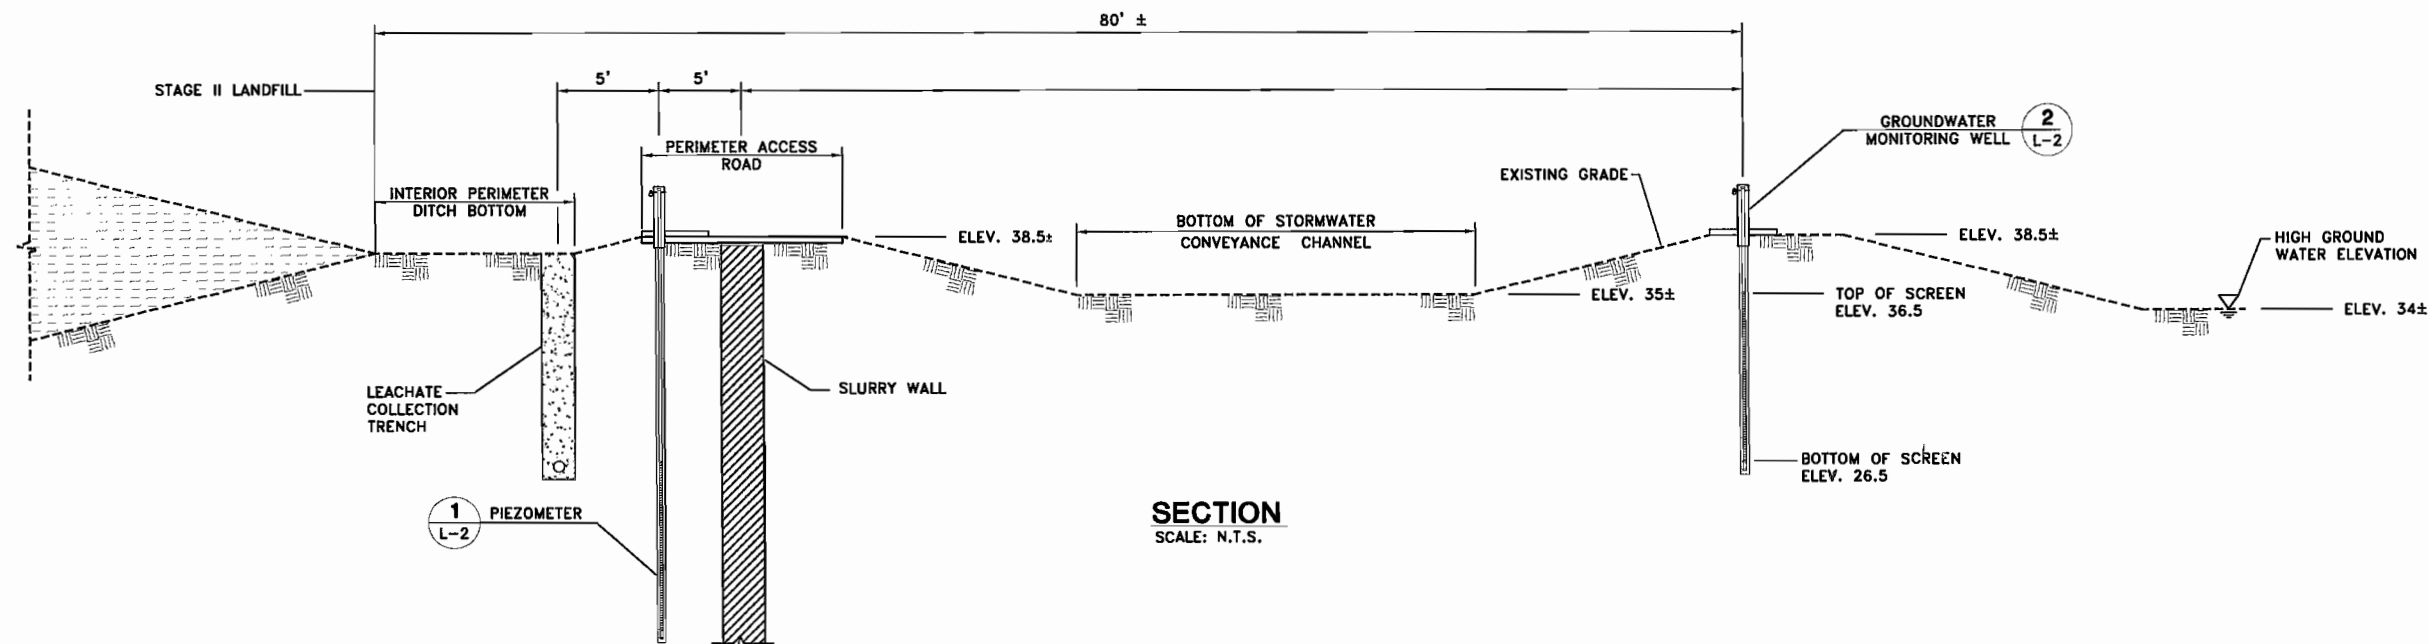 80' ±
5'
5'
STAGE II LANDFILL
GROUNDWATER
MONITORING WELL
2
L-2
PERIMETER ACCESS
ROAD
EXISTING GRADE
INTERIOR PERIMETER
DITCH BOTTOM
BOTTOM OF STORMWATER
CONVEYANCE CHANNEL
ELEV. 38.5±
ELEV. 38.5±
HIGH GROUND
WATER ELEVATION
ELEV. 35±
TOP OF SCREEN
ELEV. 36.5
ELEV. 34±
LEACHATE
COLLECTION
TRENCH
SLURRY WALL
BOTTOM OF SCREEN
ELEV. 26.5
1
L-2
PIEZOMETER
SECTION
SCALE: N.T.S.